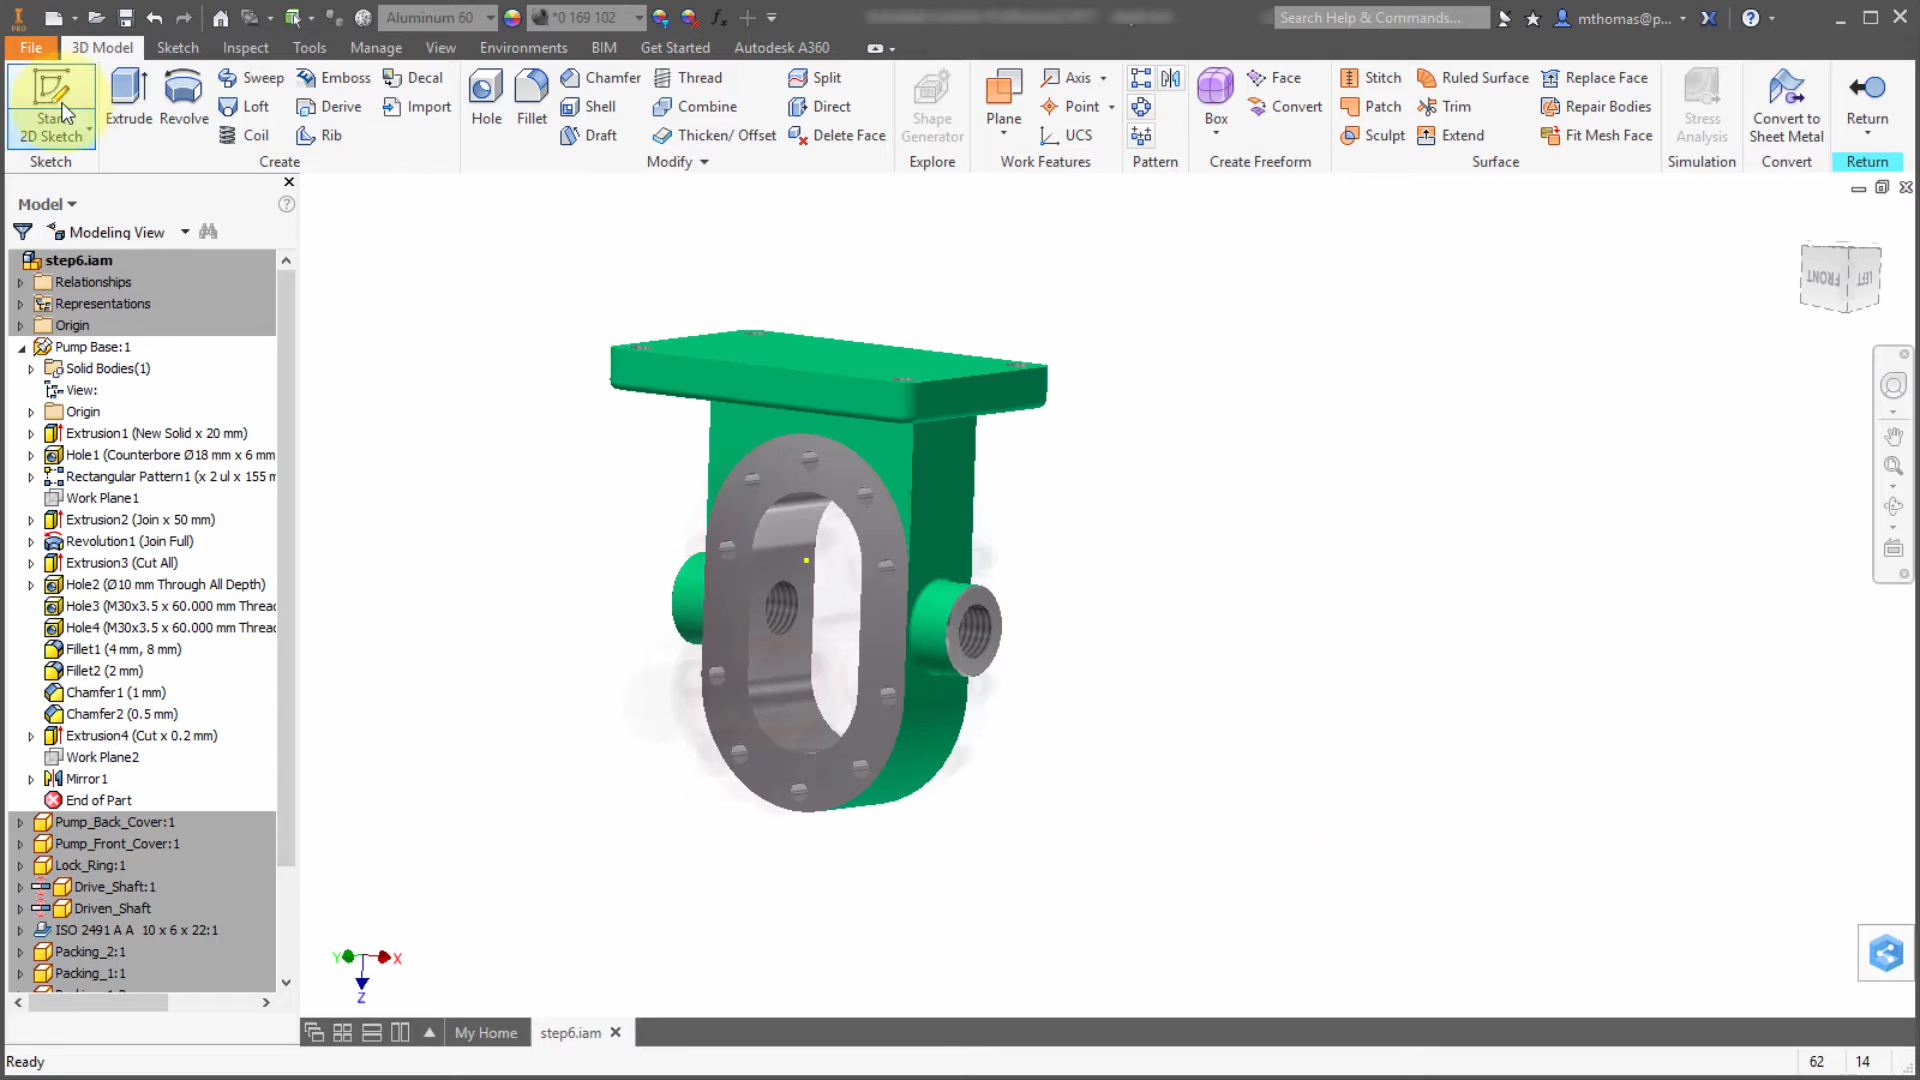 PRO
Aluminum 60
*0 169 102
Search Help & Commands...
mthomas@p...
File
3D Model
Sketch
Inspect
Tools
Manage
View
Environments
BIM
Get Started
Autodesk A360
Start
2D Sketch
Extrude
Revolve
Sweep
Loft
Coil
Emboss
Derive
Rib
Decal
Import
Hole
Fillet
Chamfer
Shell
Draft
Thread
Combine
Thicken/ Offset
Split
Direct
Delete Face
Shape
Generator
Plane
Axis
Point
UCS
Box
Face
Convert
Stitch
Patch
Sculpt
Ruled Surface
Trim
Extend
Replace Face
Repair Bodies
Fit Mesh Face
Stress
Analysis
Convert to
Sheet Metal
Return
Sketch
Create
Modify
Explore
Work Features
Pattern
Create Freeform
Surface
Simulation
Convert
Return
Model
Modeling View
step6.iam
Relationships
Representations
Origin
Pump Base:1
Solid Bodies(1)
View:
Origin
Extrusion1 (New Solid x 20 mm)
Hole1 (Counterbore Ø18 mm x 6 mm
Rectangular Pattern1 (x 2 ul x 155 m
Work Plane1
Extrusion2 (Join x 50 mm)
Revolution1 (Join Full)
Extrusion3 (Cut All)
Hole2 (Ø10 mm Through All Depth)
Hole3 (M30x3.5 x 60.000 mm Thread
Hole4 (M30x3.5 x 60.000 mm Thread
Fillet1 (4 mm, 8 mm)
Fillet2 (2 mm)
Chamfer1 (1 mm)
Chamfer2 (0.5 mm)
Extrusion4 (Cut x 0.2 mm)
Work Plane2
Mirror1
End of Part
Pump_Back_Cover:1
Pump_Front_Cover:1
Lock_Ring:1
Drive_Shaft:1
Driven_Shaft
ISO 2491 A A 10 x 6 x 22:1
Packing_2:1
Packing_1:1
FRONT
LEFT
Y
X
Z
My Home
step6.iam
Ready
62
14